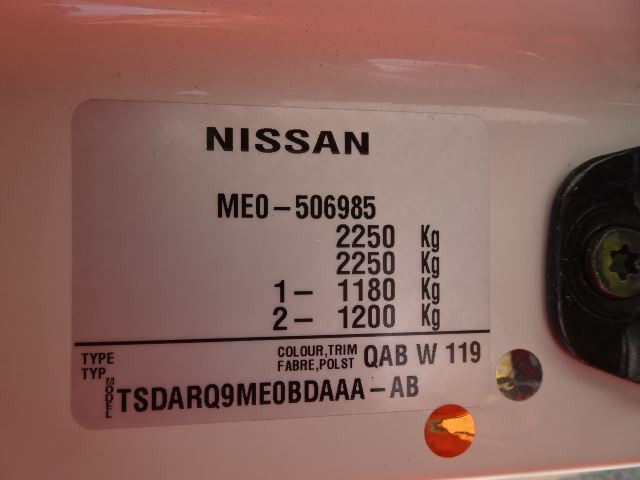 NISSAN
ME0-506985
2250 Kg
2250 Kg
1- 1180 Kg
2- 1200 Kg
TYPE COLOUR,TRIM QAB W 119
TYP FABRE,POLST
MODEL TSDARQ9ME0BDAAA-AB